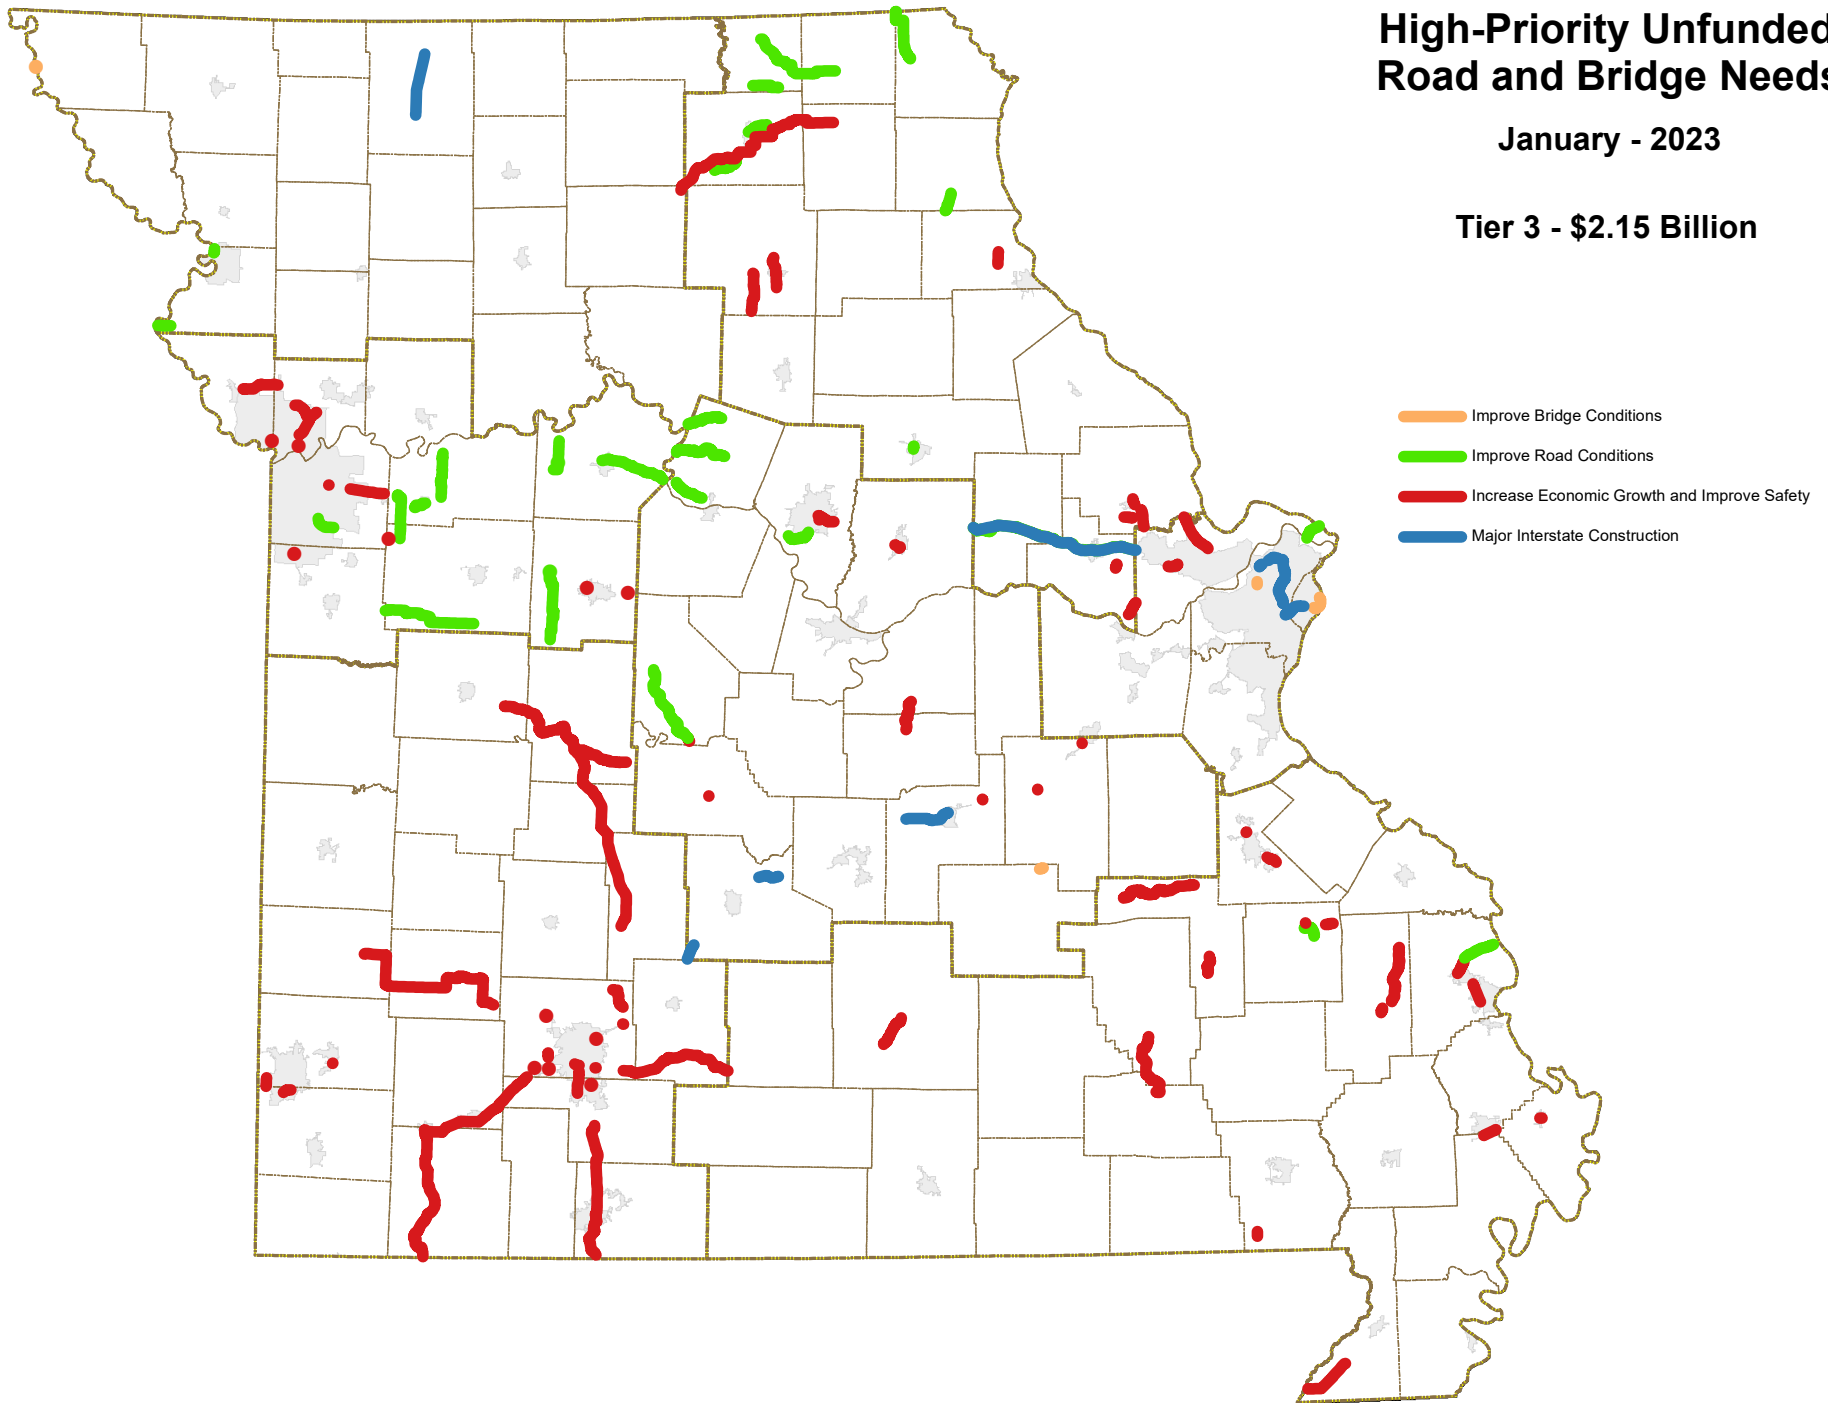 High-Priority Unfunded
Road and Bridge Needs
January - 2023
Tier 3 - $2.15 Billion
Improve Bridge Conditions
Improve Road Conditions
Increase Economic Growth and Improve Safety
Major Interstate Construction